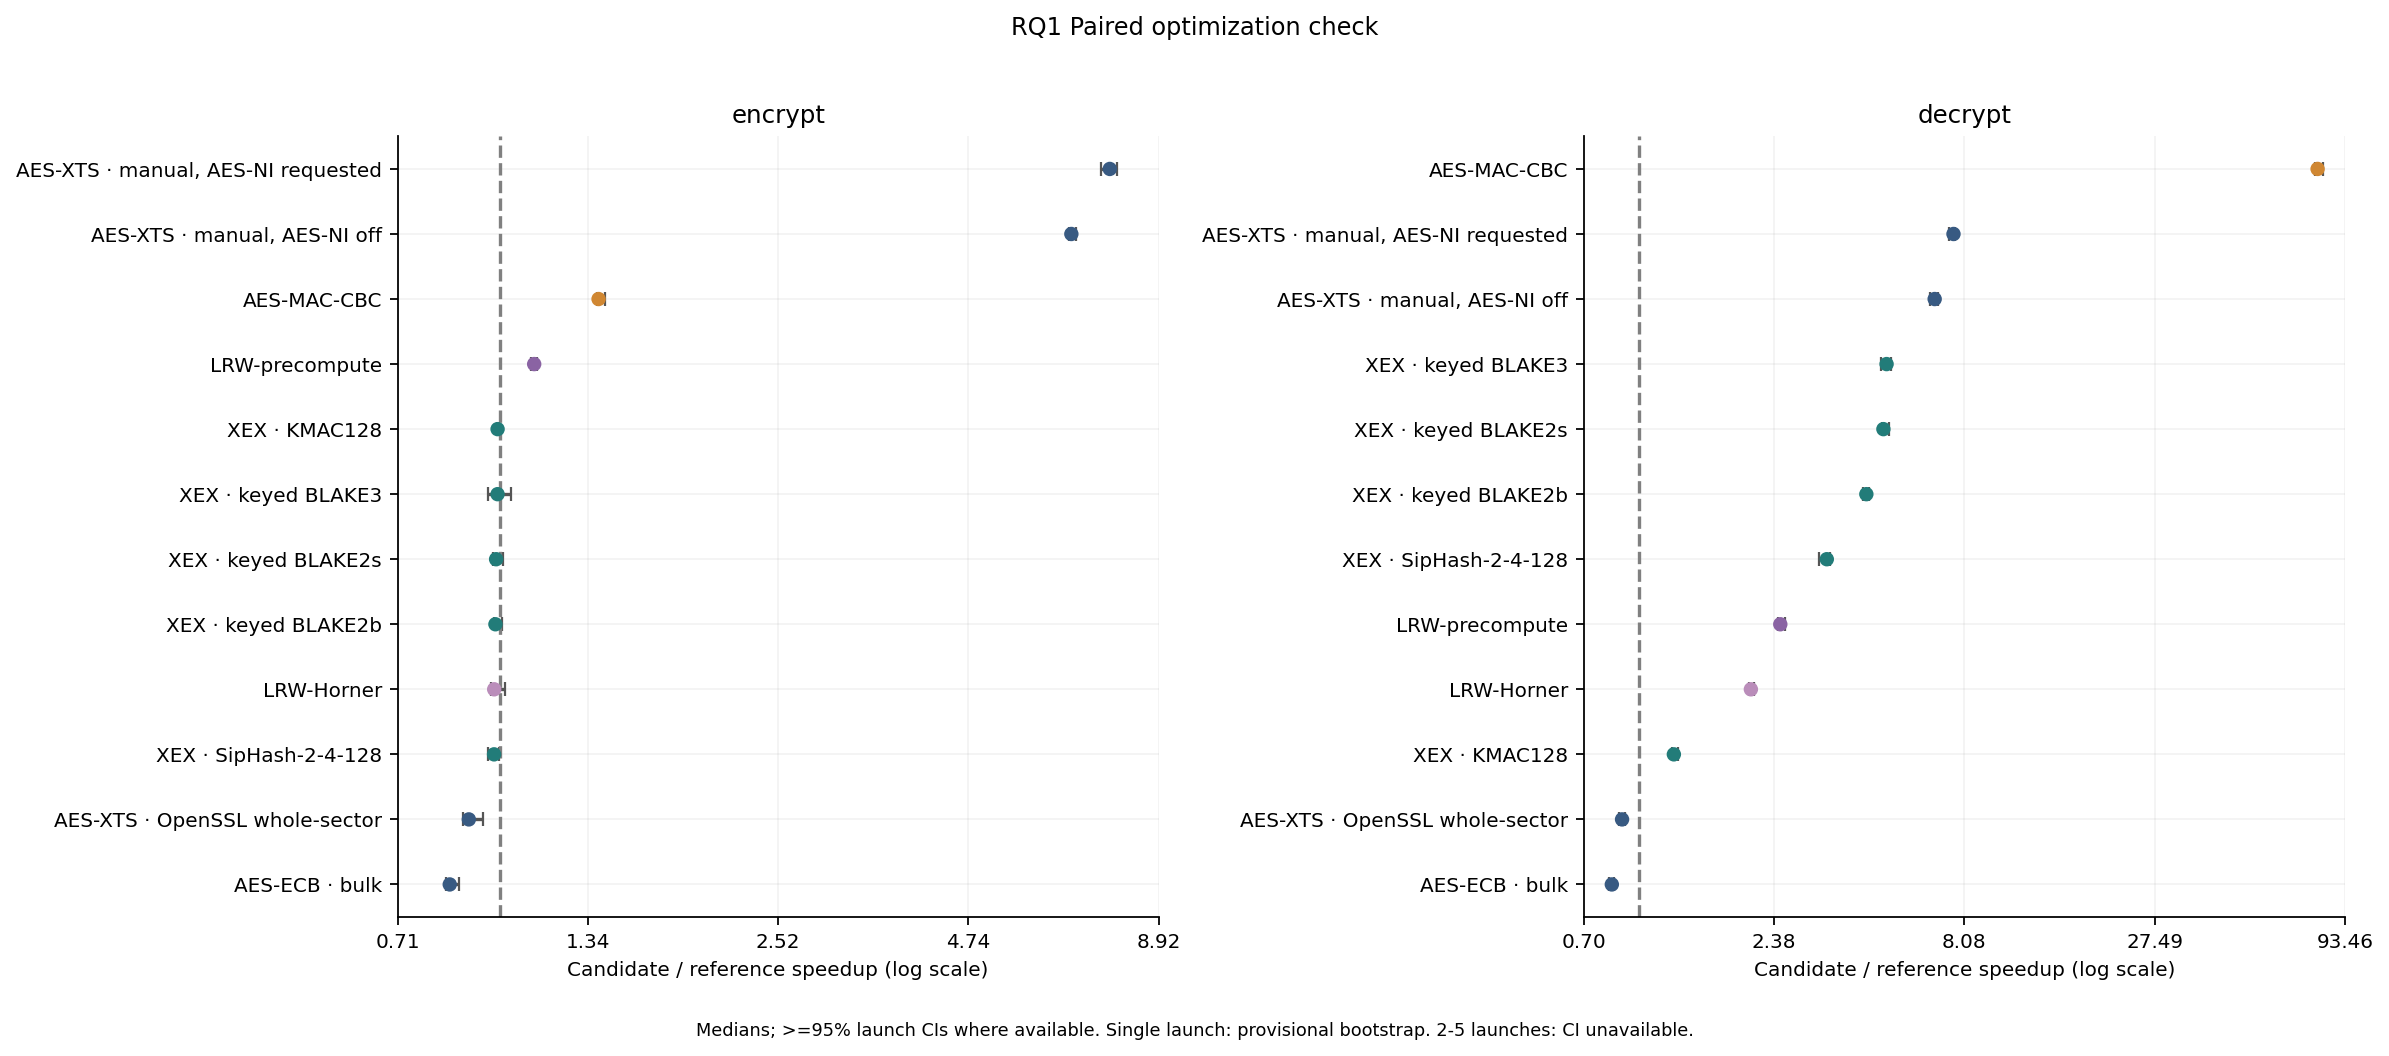 RQ1 Paired optimization check
encrypt
AES-XTS · manual, AES-NI requested
AES-XTS · manual, AES-NI off
AES-MAC-CBC
LRW-precompute
XEX · KMAC128
XEX · keyed BLAKE3
XEX · keyed BLAKE2s
XEX · keyed BLAKE2b
LRW-Horner
XEX · SipHash-2-4-128
AES-XTS · OpenSSL whole-sector
AES-ECB · bulk
0.71 1.34 2.52 4.74 8.92
Candidate / reference speedup (log scale)
decrypt
AES-MAC-CBC
AES-XTS · manual, AES-NI requested
AES-XTS · manual, AES-NI off
XEX · keyed BLAKE3
XEX · keyed BLAKE2s
XEX · keyed BLAKE2b
XEX · SipHash-2-4-128
LRW-precompute
LRW-Horner
XEX · KMAC128
AES-XTS · OpenSSL whole-sector
AES-ECB · bulk
0.70 2.38 8.08 27.49 93.46
Candidate / reference speedup (log scale)
Medians; >=95% launch CIs where available. Single launch: provisional bootstrap. 2-5 launches: CI unavailable.